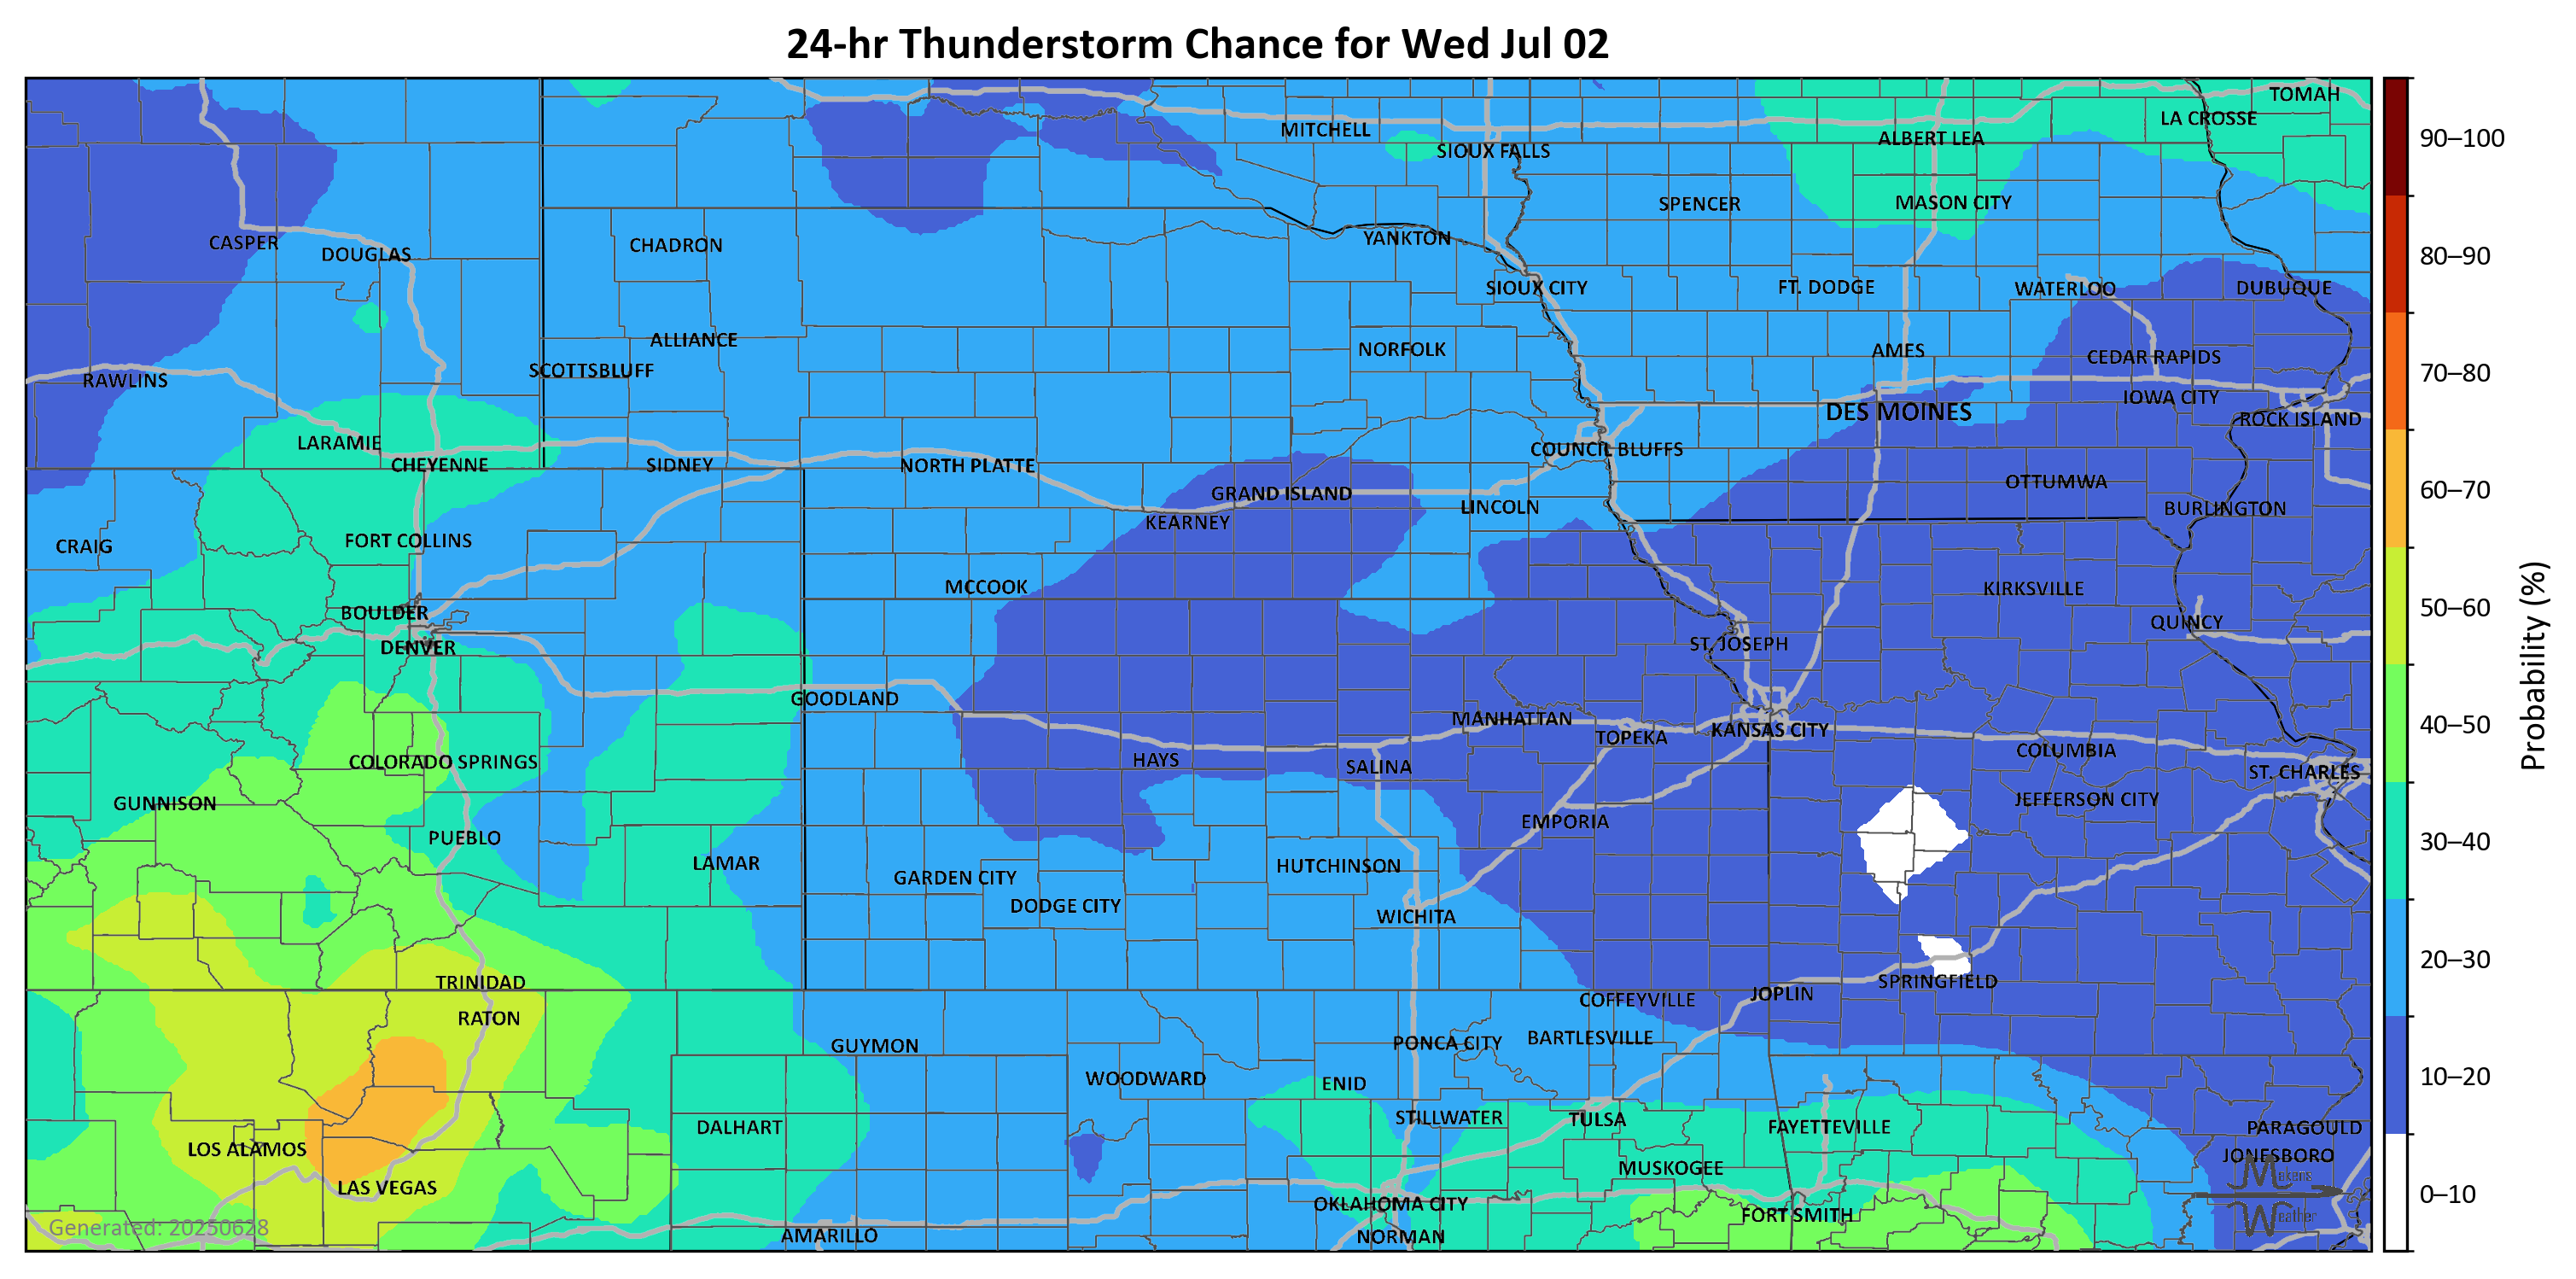 24-hr Thunderstorm Chance for Wed Jul 02
TOMAH
LA CROSSE
MITCHELL
ALBERT LEA
SIOUX FALLS
SPENCER
MASON CITY
CASPER
DOUGLAS
CHADRON
YANKTON
SIOUX CITY
FT. DODGE
WATERLOO
DUBUQUE
ALLIANCE
NORFOLK
AMES
CEDAR RAPIDS
RAWLINS
SCOTTSBLUFF
IOWA CITY
DES MOINES
ROCK ISLAND
LARAMIE
COUNCIL BLUFFS
CHEYENNE
SIDNEY
NORTH PLATTE
OTTUMWA
GRAND ISLAND
LINCOLN
BURLINGTON
KEARNEY
CRAIG
FORT COLLINS
MCCOOK
KIRKSVILLE
BOULDER
QUINCY
DENVER
ST. JOSEPH
GOODLAND
MANHATTAN
TOPEKA
KANSAS CITY
COLUMBIA
COLORADO SPRINGS
HAYS
SALINA
ST. CHARLES
GUNNISON
JEFFERSON CITY
PUEBLO
EMPORIA
LAMAR
HUTCHINSON
GARDEN CITY
DODGE CITY
WICHITA
TRINIDAD
SPRINGFIELD
COFFEYVILLE
JOPLIN
RATON
GUYMON
PONCA CITY
BARTLESVILLE
WOODWARD
ENID
STILLWATER
TULSA
DALHART
FAYETTEVILLE
PARAGOULD
LOS ALAMOS
JONESBORO
MUSKOGEE
LAS VEGAS
OKLAHOMA CITY
FORT SMITH
AMARILLO
NORMAN
Generated: 20250628
Mekens
Weather
90–100
80–90
70–80
60–70
50–60
40–50
30–40
20–30
10–20
0–10
Probability (%)